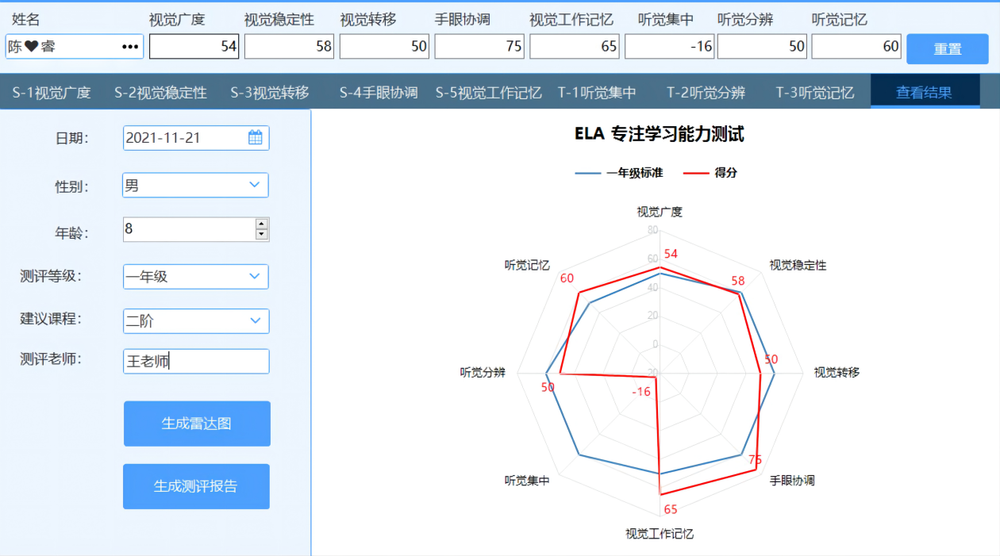 姓名 视觉广度 视觉稳定性 视觉转移 手眼协调 视觉工作记忆 听觉集中 听觉分辨 听觉记忆
陈❤睿 ••• 54 58 50 75 65 -16 50 60 重置
S-1视觉广度 S-2视觉稳定性 S-3视觉转移 S-4手眼协调 S-5视觉工作记忆 T-1听觉集中 T-2听觉分辨 T-3听觉记忆 查看结果
日期： 2021-11-21
性别： 男
年龄： 8
测评等级： 一年级
建议课程： 二阶
测评老师： 王老师
生成雷达图
生成测评报告
ELA 专注学习能力测试
一年级标准 得分
视觉广度
80
54
60
听觉记忆 视觉稳定性
60 58
40
20
0
50
听觉分辨 -20 视觉转移
50 -16
75
听觉集中 手眼协调
65
视觉工作记忆